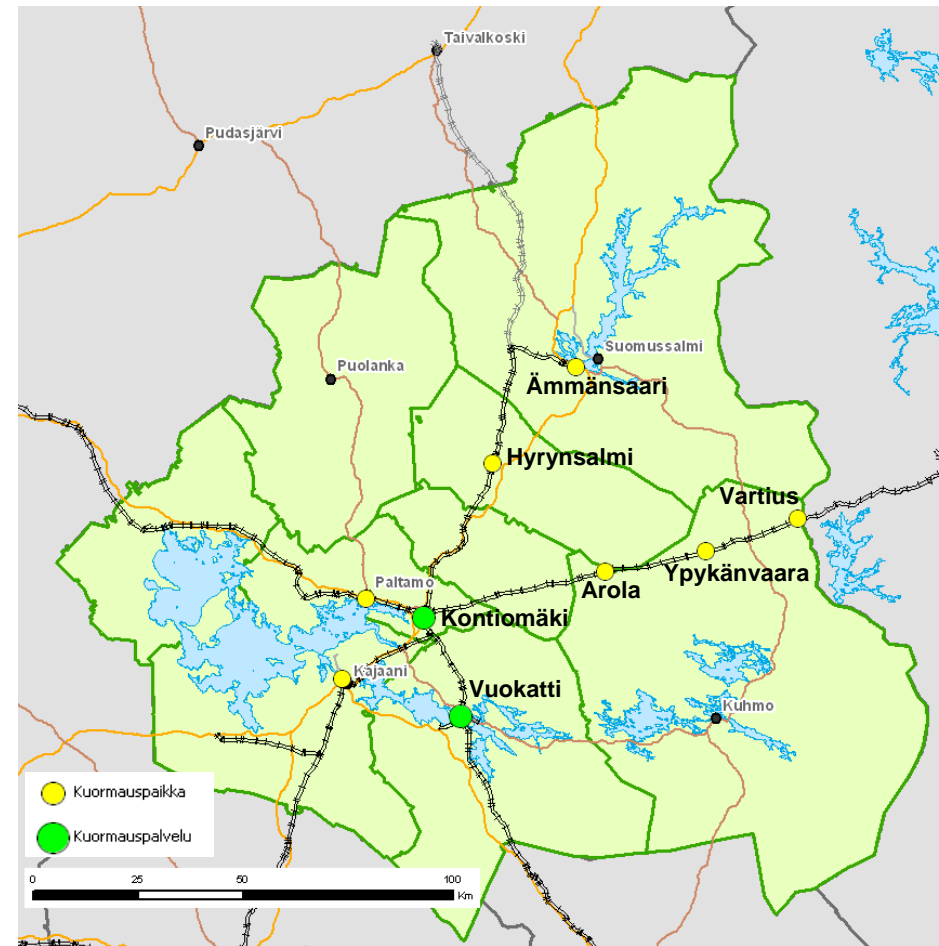 Taivalkoski
Pudasjärvi
Suomussalmi
Puolanka
Ämmänsaari
Hyrynsalmi
Vartius
Ypykänvaara
Arola
Paltamo
Kontiomäki
Kajaani
Vuokatti
Kuhmo
Kuormauspaikka
Kuormauspalvelu
0 25 50 100
Km